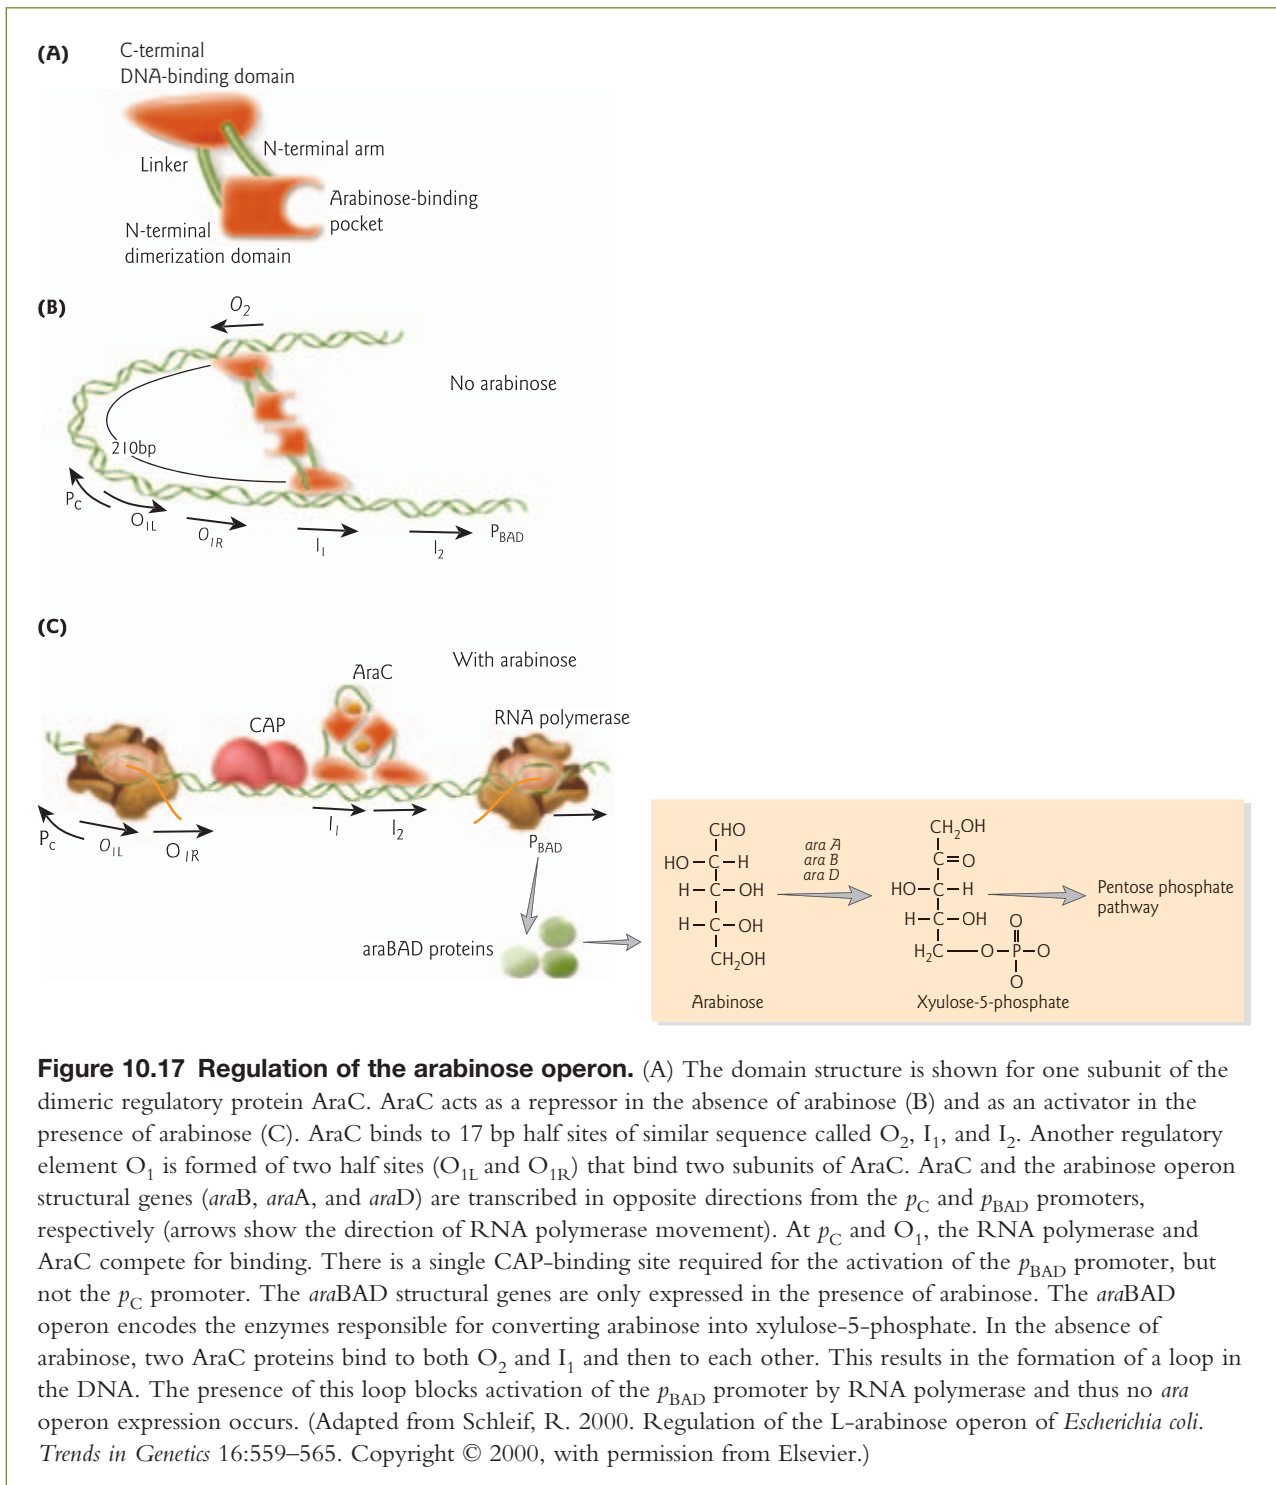 (A)
C-terminal
DNA-binding domain
Linker
N-terminal arm
Arabinose-binding
pocket
N-terminal
dimerization domain
(B)
O2
No arabinose
210bp
PC
O1L
O1R
I1
I2
PBAD
(C)
With arabinose
AraC
CAP
RNA polymerase
PC
O1L
O1R
I1
I2
PBAD
araBAD proteins
CHO
HO–C–H
H–C–OH
H–C–OH
CH2OH
Arabinose
ara A
ara B
ara D
CH2OH
C=O
HO–C–H
H–C–OH
H2C–O–P–O
O
O
Xyulose-5-phosphate
Pentose phosphate
pathway
Figure 10.17 Regulation of the arabinose operon. (A) The domain structure is shown for one subunit of the
dimeric regulatory protein AraC. AraC acts as a repressor in the absence of arabinose (B) and as an activator in the
presence of arabinose (C). AraC binds to 17 bp half sites of similar sequence called O2, I1, and I2. Another regulatory
element O1 is formed of two half sites (O1L and O1R) that bind two subunits of AraC. AraC and the arabinose operon
structural genes (araB, araA, and araD) are transcribed in opposite directions from the pC and pBAD promoters,
respectively (arrows show the direction of RNA polymerase movement). At pC and O1, the RNA polymerase and
AraC compete for binding. There is a single CAP-binding site required for the activation of the pBAD promoter, but
not the pC promoter. The araBAD structural genes are only expressed in the presence of arabinose. The araBAD
operon encodes the enzymes responsible for converting arabinose into xylulose-5-phosphate. In the absence of
arabinose, two AraC proteins bind to both O2 and I1 and then to each other. This results in the formation of a loop in
the DNA. The presence of this loop blocks activation of the pBAD promoter by RNA polymerase and thus no ara
operon expression occurs. (Adapted from Schleif, R. 2000. Regulation of the L-arabinose operon of Escherichia coli.
Trends in Genetics 16:559–565. Copyright © 2000, with permission from Elsevier.)